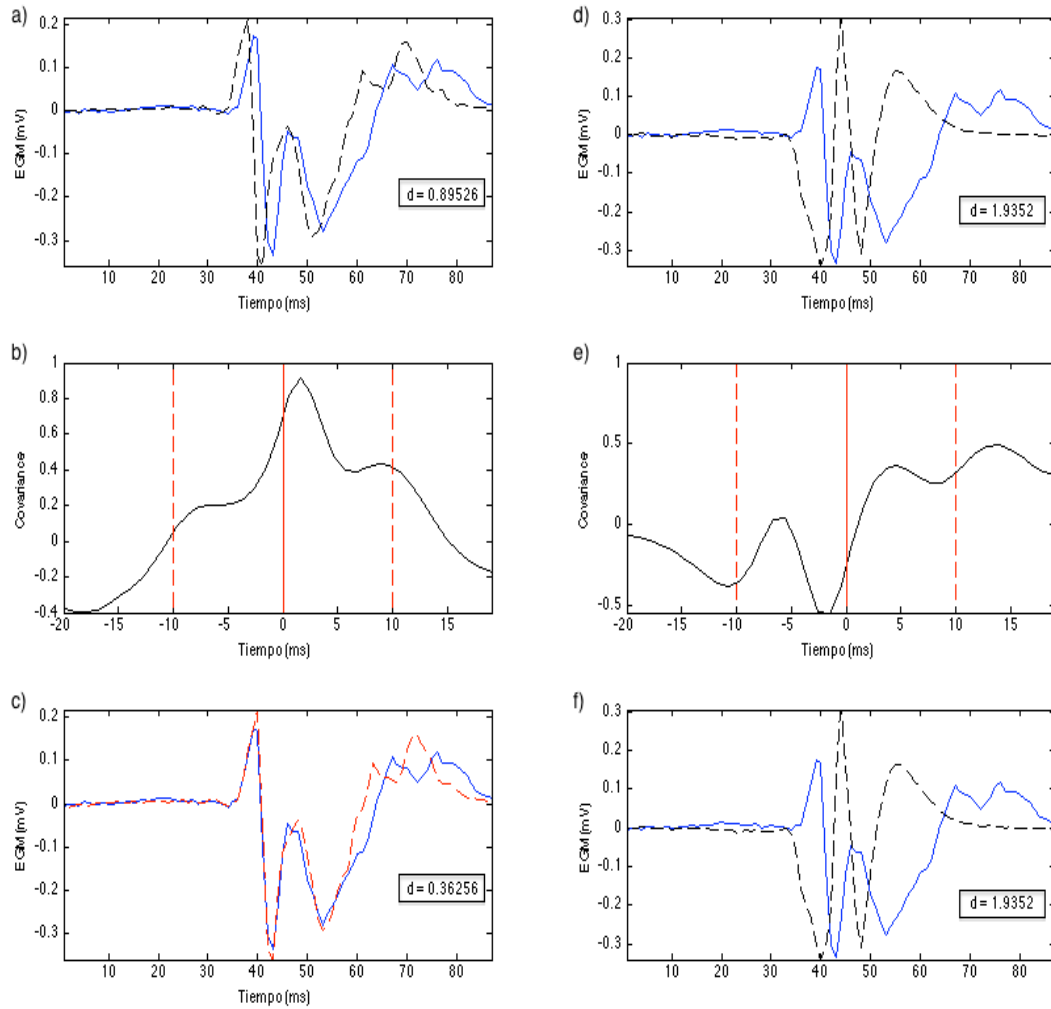 a)
0.2
0.1
0
-0.1
-0.2
-0.3
EGM (mV)
d = 0.89526
10 20 30 40 50 60 70 80
Tiempo (ms)
d)
0.3
0.2
0.1
0
-0.1
-0.2
-0.3
EGM (mV)
d = 1.9352
10 20 30 40 50 60 70 80
Tiempo (ms)
b)
1
0.8
0.6
0.4
0.2
0
-0.2
-0.4
Covariance
-20 -15 -10 -5 0 5 10 15
Tiempo (ms)
e)
1
0.5
0
-0.5
Covariance
-20 -15 -10 -5 0 5 10 15
Tiempo (ms)
c)
0.2
0.1
0
-0.1
-0.2
-0.3
EGM (mV)
d = 0.36256
10 20 30 40 50 60 70 80
Tiempo (ms)
f)
0.3
0.2
0.1
0
-0.1
-0.2
-0.3
EGM (mV)
d = 1.9352
10 20 30 40 50 60 70 80
Tiempo (ms)